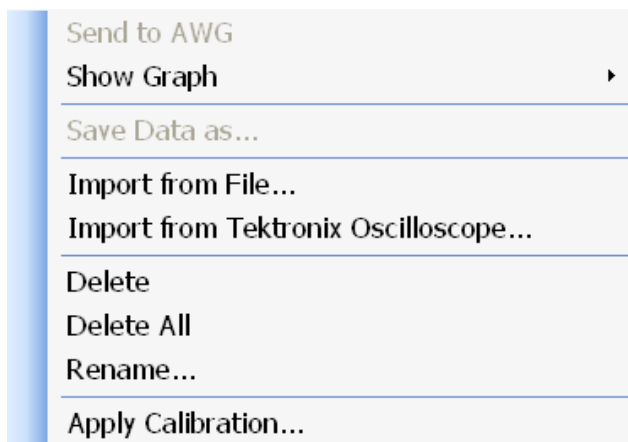 Send to AWG
Show Graph
Save Data as...
Import from File...
Import from Tektronix Oscilloscope...
Delete
Delete All
Rename...
Apply Calibration...